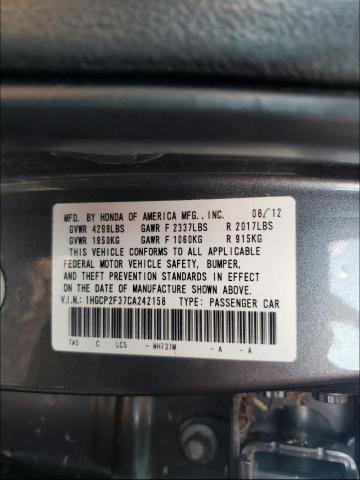 MFD. BY HONDA OF AMERICA MFG., INC. 08/'12
GVWR 4299LBS GAWR F 2337LBS R 2017LBS
GVWR 1950KG GAWR F 1060KG R 915KG
THIS VEHICLE CONFORMS TO ALL APPLICABLE
FEDERAL MOTOR VEHICLE SAFETY, BUMPER,
AND THEFT PREVENTION STANDARDS IN EFFECT
ON THE DATE OF MANUFACTURE SHOWN ABOVE.
V.I.N: 1HGCP2F37CA242158 TYPE: PASSENGER CAR
TA5 C LC5 - NH737M - A - A